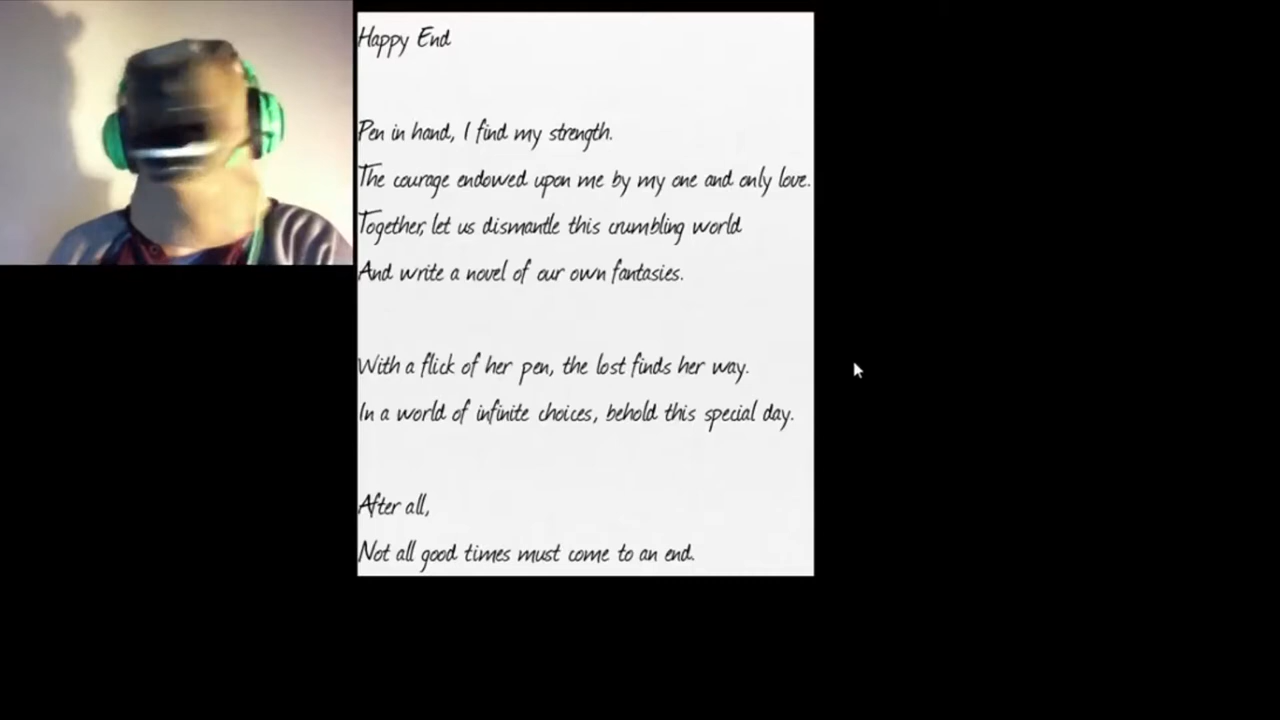 Happy End
Pen in hand, I find my strength.
The courage endowed upon me by my one and only love.
Together, let us dismantle this crumbling world
And write a novel of our own fantasies.
With a flick of her pen, the lost finds her way.
In a world of infinite choices, behold this special day.
After all,
Not all good times must come to an end.